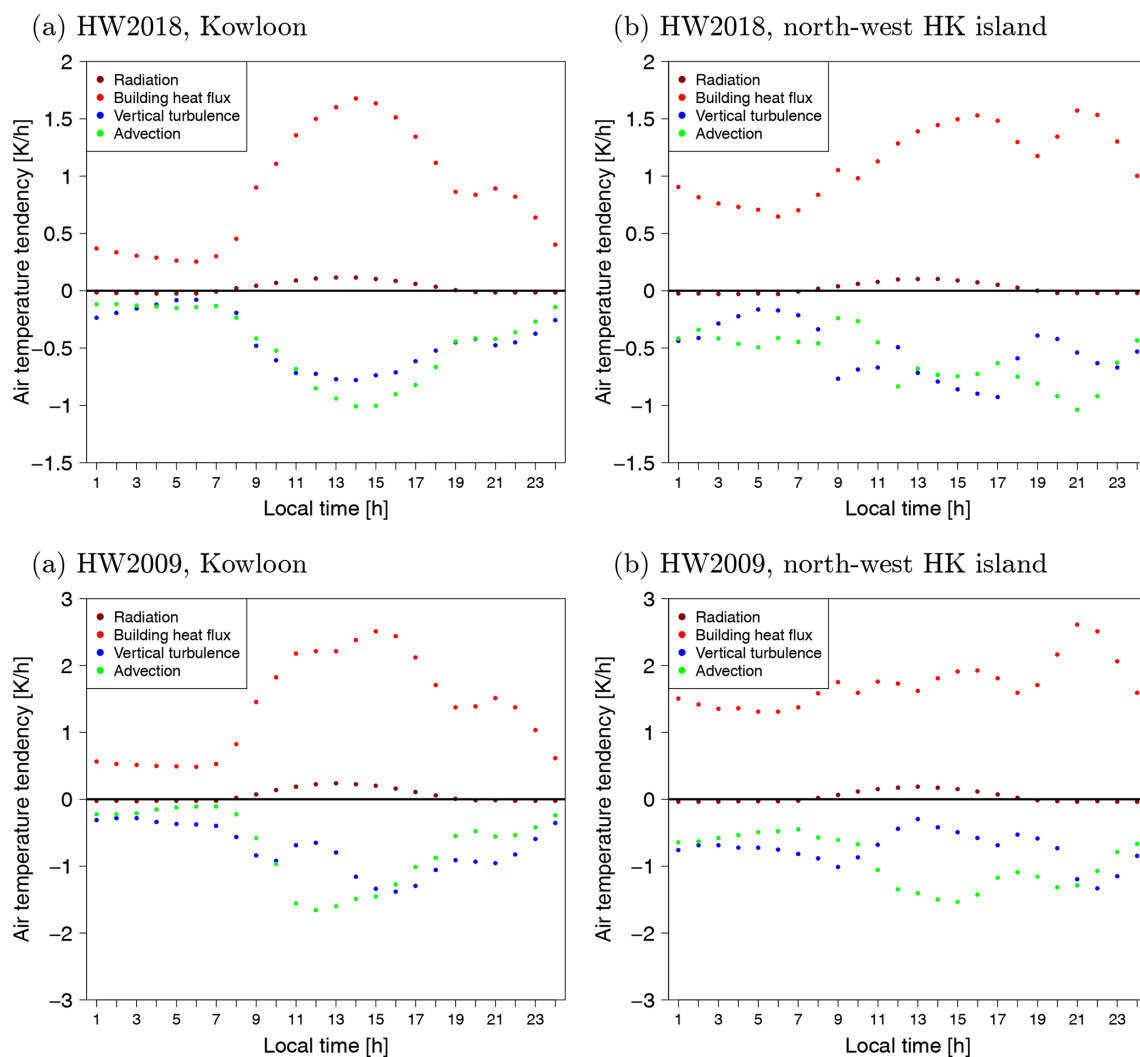 (a) HW2018, Kowloon
2
1.5
1
0.5
0
−0.5
−1
−1.5
Air temperature tendency [K/h]
Radiation
Building heat flux
Vertical turbulence
Advection
1 3 5 7 9 11 13 15 17 19 21 23
Local time [h]
(b) HW2018, north-west HK island
2
1.5
1
0.5
0
−0.5
−1
−1.5
Air temperature tendency [K/h]
Radiation
Building heat flux
Vertical turbulence
Advection
1 3 5 7 9 11 13 15 17 19 21 23
Local time [h]
(a) HW2009, Kowloon
3
2
1
0
−1
−2
−3
Air temperature tendency [K/h]
Radiation
Building heat flux
Vertical turbulence
Advection
1 3 5 7 9 11 13 15 17 19 21 23
Local time [h]
(b) HW2009, north-west HK island
3
2
1
0
−1
−2
−3
Air temperature tendency [K/h]
Radiation
Building heat flux
Vertical turbulence
Advection
1 3 5 7 9 11 13 15 17 19 21 23
Local time [h]